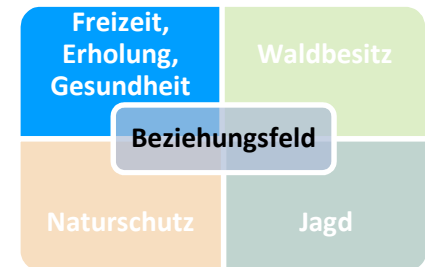 Freizeit,
Erholung,
Gesundheit
Waldbesitz
Beziehungsfeld
Naturschutz
Jagd